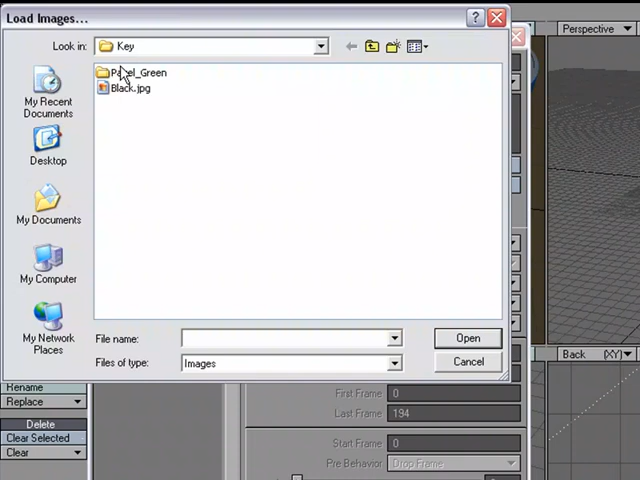 Load Images...
Perspective
Look in:
Key
Black.jpg
My Recent
Documents
Desktop
My Documents
My Computer
My Network
Places
File name:
Open
Files of type:
Images
Cancel
Back
(XY)
Rename
Replace
Delete
Clear Selected
Clear
First Frame
0
Last Frame
194
Start Frame
0
Pre Behavior
Drop Frame